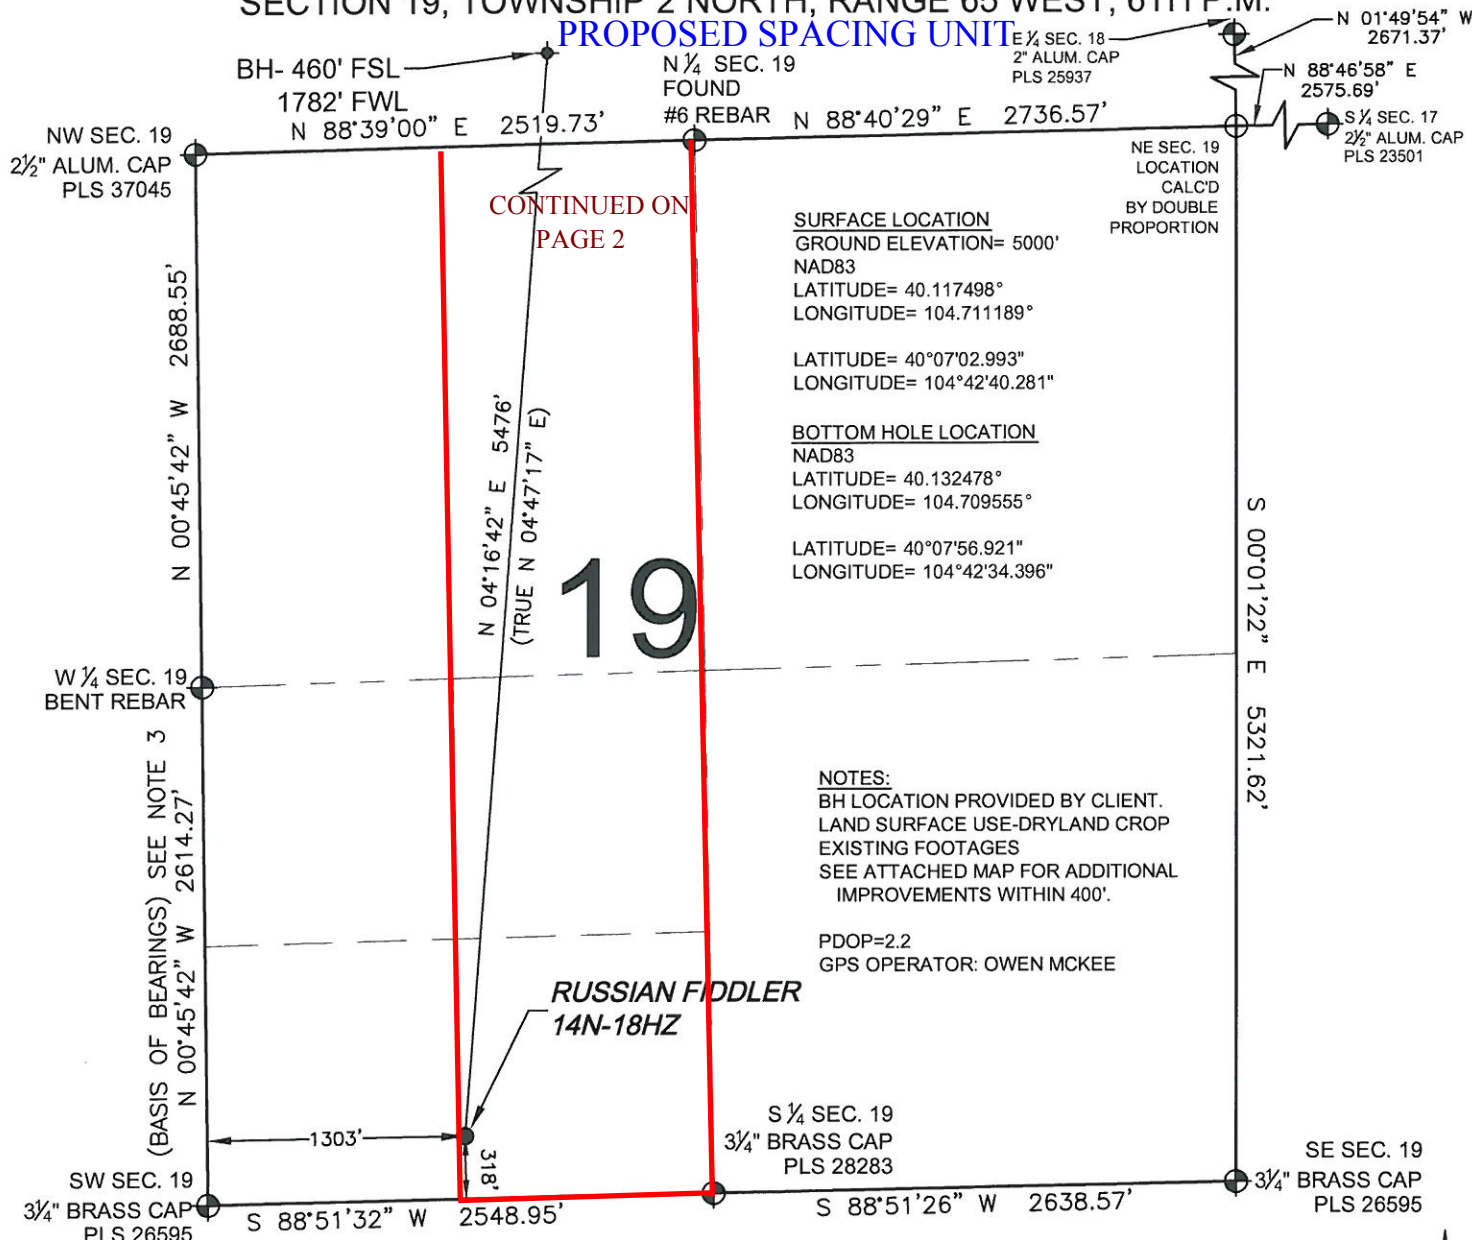 SECTION 19, TOWNSHIP 2 NORTH, RANGE 65 WEST, 6TH P.M.
PROPOSED SPACING UNIT
BH- 460' FSL
1782' FWL
N ¼ SEC. 19
FOUND
#6 REBAR
E ¼ SEC. 18
2" ALUM. CAP
PLS 25937
N 01°49'54" W
2671.37'
N 88°46'58" E
2575.69'
S ¼ SEC. 17
2½" ALUM. CAP
PLS 23501
NW SEC. 19
2½" ALUM. CAP
PLS 37045
N 88°39'00" E 2519.73'
N 88°40'29" E 2736.57'
NE SEC. 19
LOCATION
CALC'D
BY DOUBLE
PROPORTION
CONTINUED ON
PAGE 2
SURFACE LOCATION
GROUND ELEVATION= 5000'
NAD83
LATITUDE= 40.117498°
LONGITUDE= 104.711189°
LATITUDE= 40°07'02.993"
LONGITUDE= 104°42'40.281"
BOTTOM HOLE LOCATION
NAD83
LATITUDE= 40.132478°
LONGITUDE= 104.709555°
LATITUDE= 40°07'56.921"
LONGITUDE= 104°42'34.396"
N 00°45'42" W 2688.55'
N 04°16'42" E 5476'
(TRUE N 04°47'17" E)
19
S 00°01'22" E 5321.62'
W ¼ SEC. 19
BENT REBAR
(BASIS OF BEARINGS) SEE NOTE 3
N 00°45'42" W 2614.27'
NOTES:
BH LOCATION PROVIDED BY CLIENT.
LAND SURFACE USE-DRYLAND CROP
EXISTING FOOTAGES
SEE ATTACHED MAP FOR ADDITIONAL
IMPROVEMENTS WITHIN 400'.
PDOP=2.2
GPS OPERATOR: OWEN MCKEE
RUSSIAN FIDDLER
14N-18HZ
1303'
318'
SW SEC. 19
3¼" BRASS CAP
PLS 26595
S 88°51'32" W 2548.95'
S ¼ SEC. 19
3¼" BRASS CAP
PLS 28283
S 88°51'26" W 2638.57'
SE SEC. 19
3¼" BRASS CAP
PLS 26595